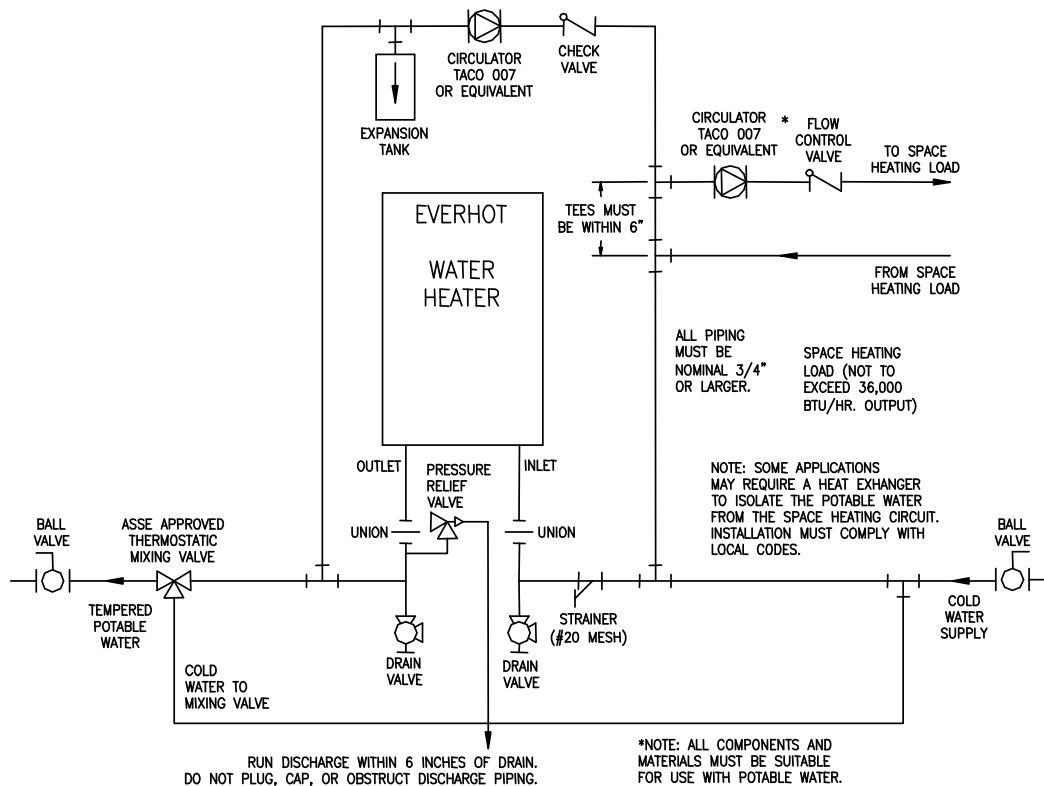 CIRCULATOR
TACO 007
OR EQUIVALENT
CHECK
VALVE
EXPANSION
TANK
CIRCULATOR
TACO 007
OR EQUIVALENT
* FLOW
CONTROL
VALVE
TO SPACE
HEATING LOAD
TEES MUST
BE WITHIN 6"
FROM SPACE
HEATING LOAD
EVERHOT
WATER
HEATER
ALL PIPING
MUST BE
NOMINAL 3/4"
OR LARGER.
SPACE HEATING
LOAD (NOT TO
EXCEED 36,000
BTU/HR. OUTPUT)
OUTLET
INLET
PRESSURE
RELIEF
VALVE
UNION
UNION
NOTE: SOME APPLICATIONS
MAY REQUIRE A HEAT EXHANGER
TO ISOLATE THE POTABLE WATER
FROM THE SPACE HEATING CIRCUIT.
INSTALLATION MUST COMPLY WITH
LOCAL CODES.
BALL
VALVE
ASSE APPROVED
THERMOSTATIC
MIXING VALVE
BALL
VALVE
TEMPERED
POTABLE
WATER
STRAINER
(#20 MESH)
COLD
WATER
SUPPLY
DRAIN
VALVE
DRAIN
VALVE
COLD
WATER TO
MIXING VALVE
RUN DISCHARGE WITHIN 6 INCHES OF DRAIN.
DO NOT PLUG, CAP, OR OBSTRUCT DISCHARGE PIPING.
*NOTE: ALL COMPONENTS AND
MATERIALS MUST BE SUITABLE
FOR USE WITH POTABLE WATER.